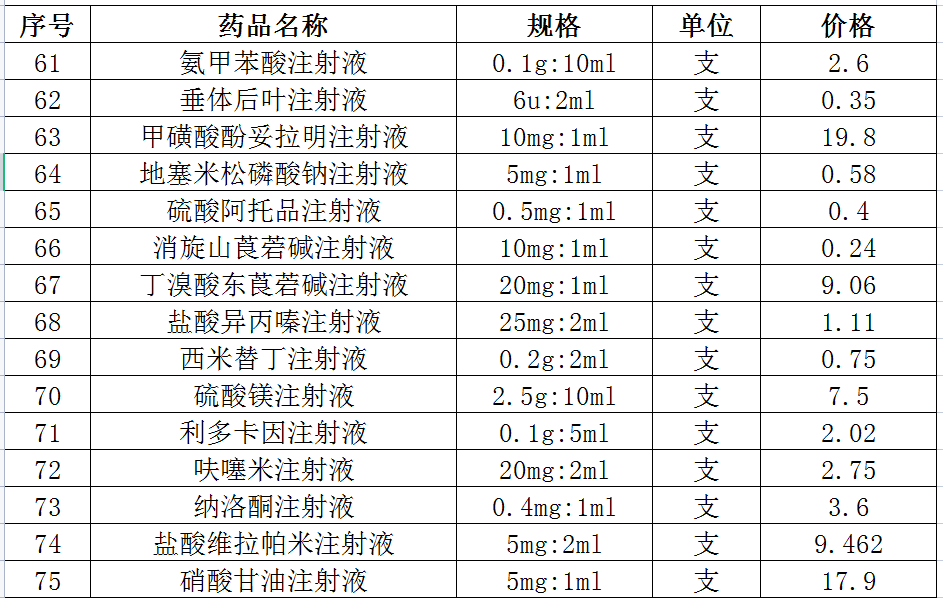 序号 药品名称 规格 单位 价格
61 氨甲苯酸注射液 0.1g:10ml 支 2.6
62 垂体后叶注射液 6u:2ml 支 0.35
63 甲磺酸酚妥拉明注射液 10mg:1ml 支 19.8
64 地塞米松磷酸钠注射液 5mg:1ml 支 0.58
65 硫酸阿托品注射液 0.5mg:1ml 支 0.4
66 消旋山莨菪碱注射液 10mg:1ml 支 0.24
67 丁溴酸东莨菪碱注射液 20mg:1ml 支 9.06
68 盐酸异丙嗪注射液 25mg:2ml 支 1.11
69 西米替丁注射液 0.2g:2ml 支 0.75
70 硫酸镁注射液 2.5g:10ml 支 7.5
71 利多卡因注射液 0.1g:5ml 支 2.02
72 呋噻米注射液 20mg:2ml 支 2.75
73 纳洛酮注射液 0.4mg:1ml 支 3.6
74 盐酸维拉帕米注射液 5mg:2ml 支 9.462
75 硝酸甘油注射液 5mg:1ml 支 17.9